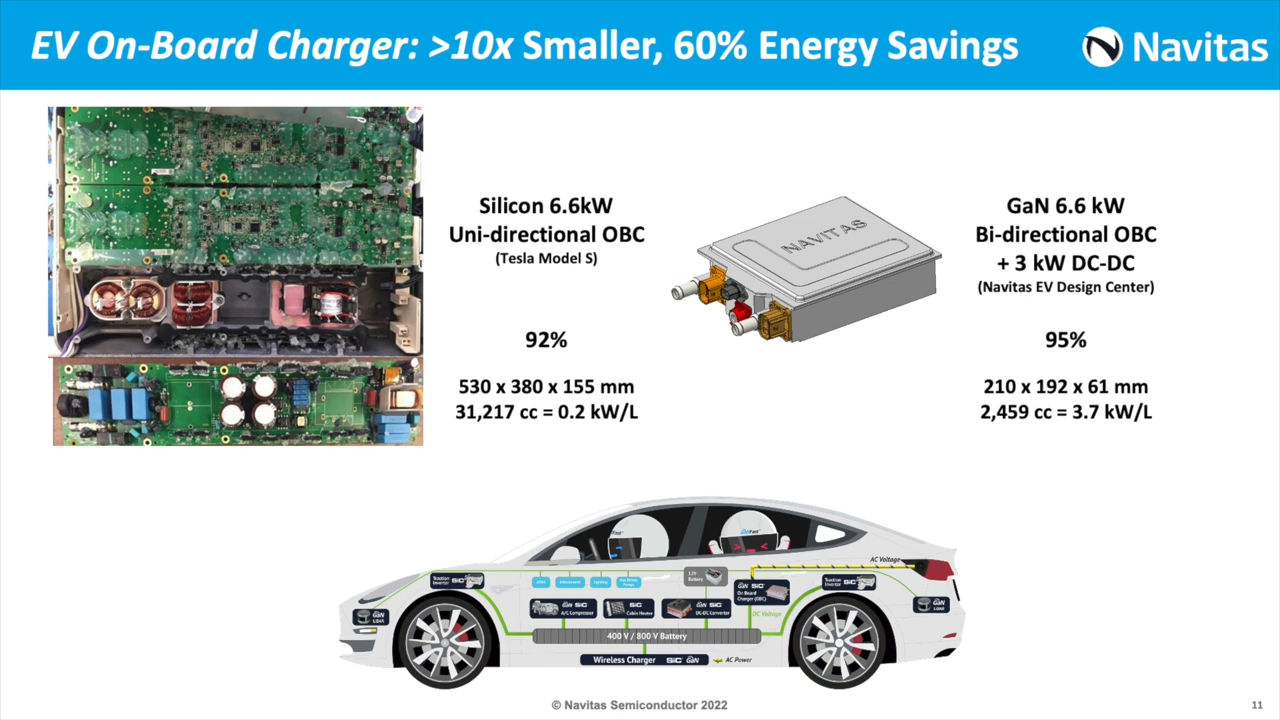 EV On-Board Charger: >10x Smaller, 60% Energy Savings
Navitas
Silicon 6.6kW
Uni-directional OBC
(Tesla Model S)
92%
530 x 380 x 155 mm
31,217 cc = 0.2 kW/L
NAVITAS
GaN 6.6 kW
Bi-directional OBC
+ 3 kW DC-DC
(Navitas EV Design Center)
95%
210 x 192 x 61 mm
2,459 cc = 3.7 kW/L
AC Voltage
Traction
Inverter
SiC
Lighting
12V
Battery
GaN SiC
On Board
Charger (OBC)
Traction
Inverter
SiC
GaN
LiDAR
GaN SiC
A/C Compressor
SiC
Cabin Heater
GaN SiC
DC-DC Converter
DC Voltage
GaN
LiDAR
400 V / 800 V Battery
Wireless Charger SiC GaN
AC Power
© Navitas Semiconductor 2022
11